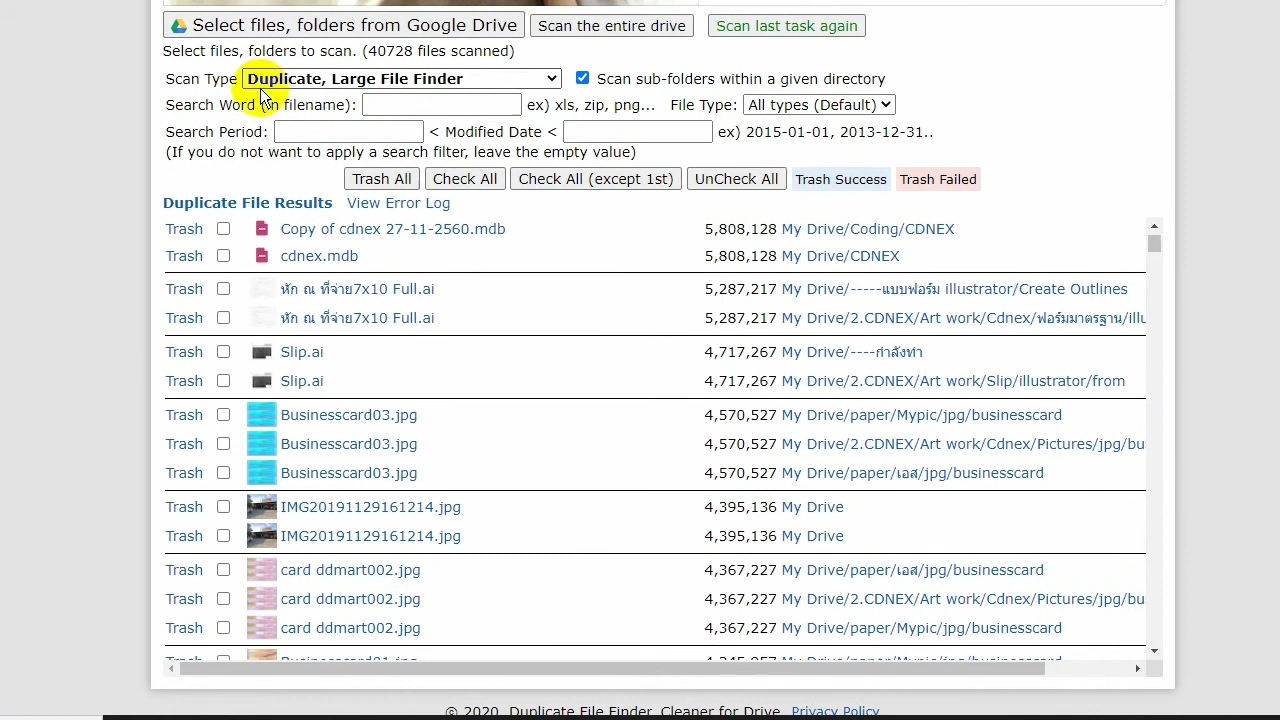 Select files, folders from Google Drive Scan the entire drive Scan last task again
Select files, folders to scan. (40728 files scanned)
Scan Type Duplicate, Large File Finder Scan sub-folders within a given directory
Search Word (in filename): ex) xls, zip, png... File Type: All types (Default)
Search Period: < Modified Date < ex) 2015-01-01, 2013-12-31..
(If you do not want to apply a search filter, leave the empty value)
Trash All Check All Check All (except 1st) UnCheck All Trash Success Trash Failed
Duplicate File Results View Error Log
Trash Copy of cdnex 27-11-2560.mdb 5,808,128 My Drive/Coding/CDNEX
Trash cdnex.mdb 5,808,128 My Drive/CDNEX
Trash หัก ณ ที่จ่าย7x10 Full.ai 5,287,217 My Drive/-----แบบฟอร์ม illustrator/Create Outlines
Trash หัก ณ ที่จ่าย7x10 Full.ai 5,287,217 My Drive/2.CDNEX/Art work/Cdnex/ฟอร์มมาตรฐาน/illu
Trash Slip.ai 4,717,267 My Drive/----กำลังทำ
Trash Slip.ai 4,717,267 My Drive/2.CDNEX/Art work/Slip/illustrator/from
Trash Businesscard03.jpg 4,570,527 My Drive/paper/Mypic/jpg/businesscard
Trash Businesscard03.jpg 4,570,527 My Drive/2.CDNEX/Art work/Cdnex/Pictures/jpg/bu
Trash Businesscard03.jpg 4,570,527 My Drive/paper/เอส/jpg/businesscard
Trash IMG20191129161214.jpg 4,395,136 My Drive
Trash IMG20191129161214.jpg 4,395,136 My Drive
Trash card ddmart002.jpg 4,367,227 My Drive/paper/เอส/jpg/businesscard
Trash card ddmart002.jpg 4,367,227 My Drive/2.CDNEX/Art work/Cdnex/Pictures/jpg/bu
Trash card ddmart002.jpg 4,367,227 My Drive/paper/Mypic/jpg/businesscard
© 2020 Duplicate File Finder, Cleaner for Drive Privacy Policy